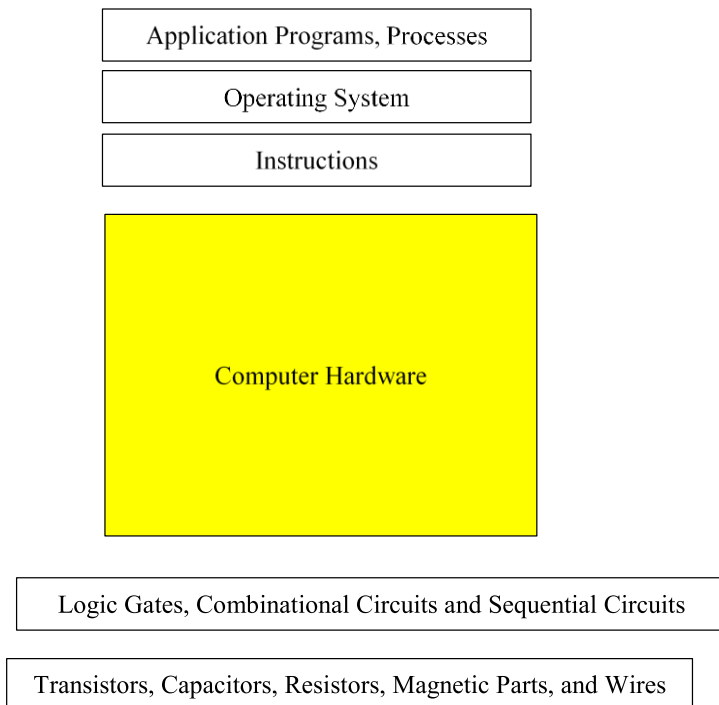 Application Programs, Processes
Operating System
Instructions
Computer Hardware
Logic Gates, Combinational Circuits and Sequential Circuits
Transistors, Capacitors, Resistors, Magnetic Parts, and Wires